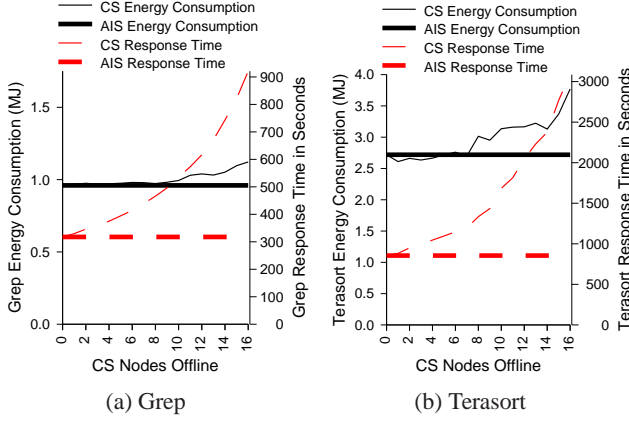 CS Energy Consumption
AIS Energy Consumption
CS Response Time
AIS Response Time
Grep Energy Consumption (MJ)
0.0
0.5
1.0
1.5
0
100
200
300
400
500
600
700
800
900
Grep Response Time in Seconds
0 2 4 6 8 10 12 14 16
CS Nodes Offline
(a) Grep
CS Energy Consumption
AIS Energy Consumption
CS Response Time
AIS Response Time
Terasort Energy Consumption (MJ)
0.0
0.5
1.0
1.5
2.0
2.5
3.0
3.5
4.0
0
500
1000
1500
2000
2500
3000
Terasort Response Time in Seconds
0 2 4 6 8 10 12 14 16
CS Nodes Offline
(b) Terasort